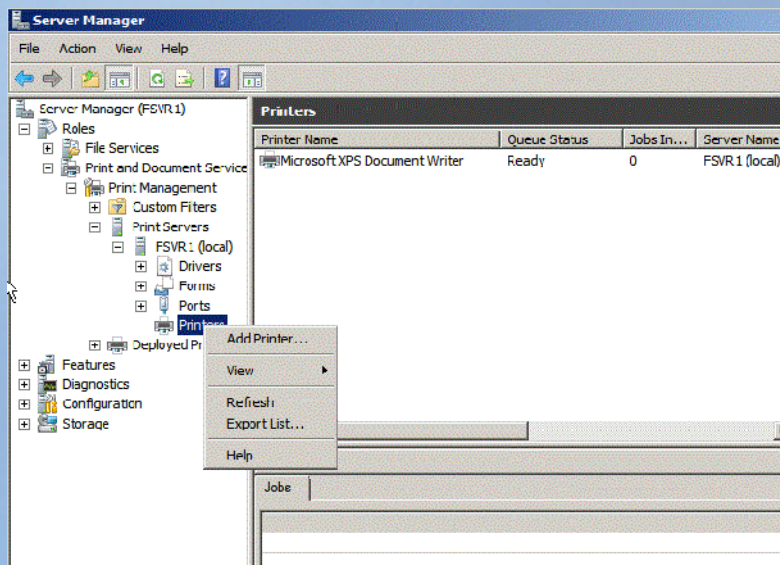 Server Manager
File Action View Help
Server Manager (FSVR1)
Roles
File Services
Print and Document Service
Print Management
Custom Filters
Print Servers
FSVR1 (local)
Drivers
Forms
Ports
Printers
Deployed Pr
Features
Diagnostics
Configuration
Storage
Add Printer...
View
Refresh
Export List...
Help
Printers
Printer Name Queue Status Jobs In... Server Name
Microsoft XPS Document Writer Ready 0 FSVR1 (local)
Jobs